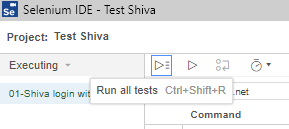 Se Selenium IDE - Test Shiva
Project: Test Shiva
Executing
Run all tests Ctrl+Shift+R
01-Shiva login wit
.net
Command